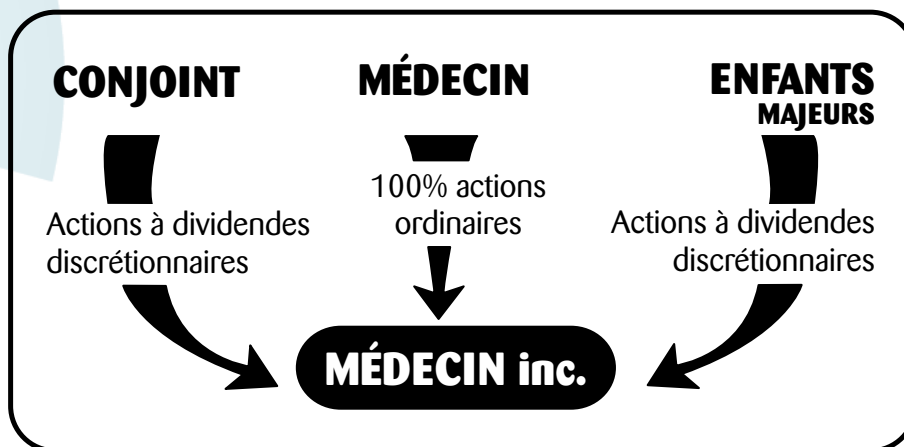 CONJOINT
MÉDECIN
ENFANTS
MAJEURS
Actions à dividendes
discrétionnaires
100% actions
ordinaires
Actions à dividendes
discrétionnaires
MÉDECIN inc.